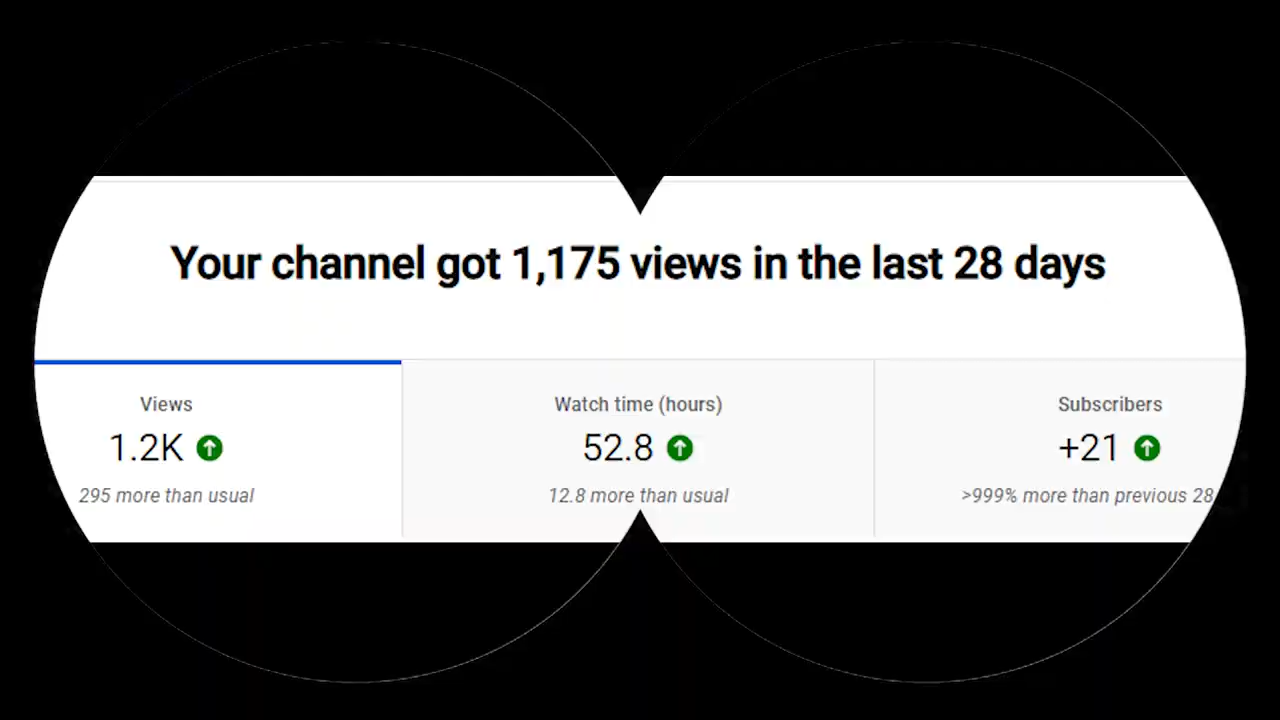 Your channel got 1,175 views in the last 28 days
Views
Watch time (hours)
Subscribers
1.2K
52.8
+21
295 more than usual
12.8 more than usual
>999% more than previous 28